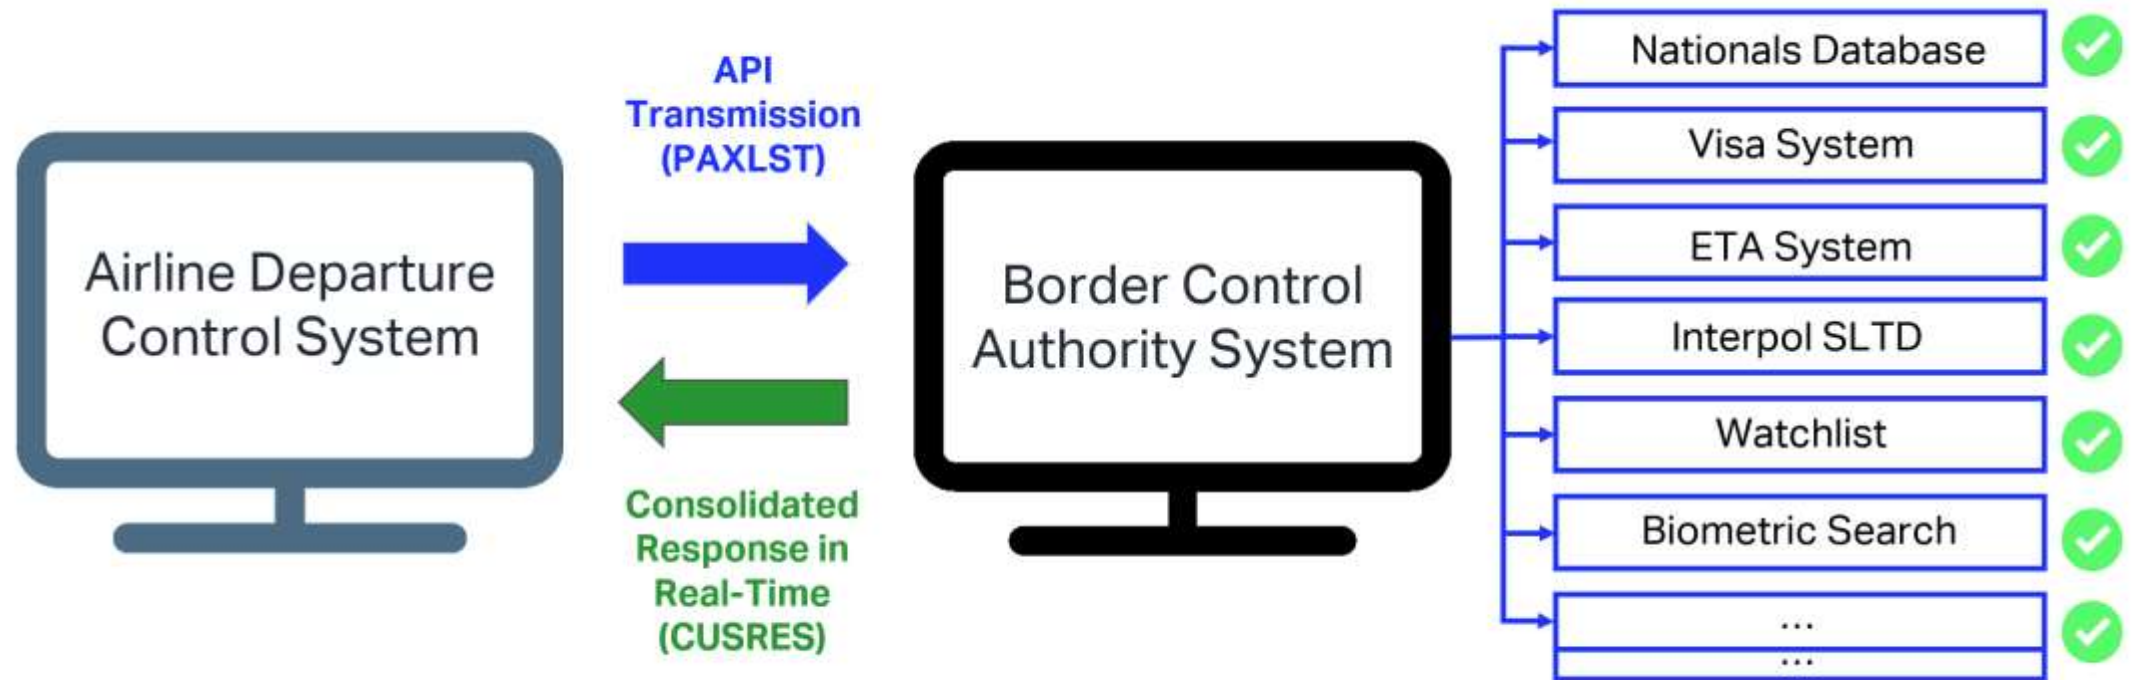 Airline Departure
Control System
API
Transmission
(PAXLST)
Consolidated
Response in
Real-Time
(CUSRES)
Border Control
Authority System
Nationals Database
Visa System
ETA System
Interpol SLTD
Watchlist
Biometric Search
...
...